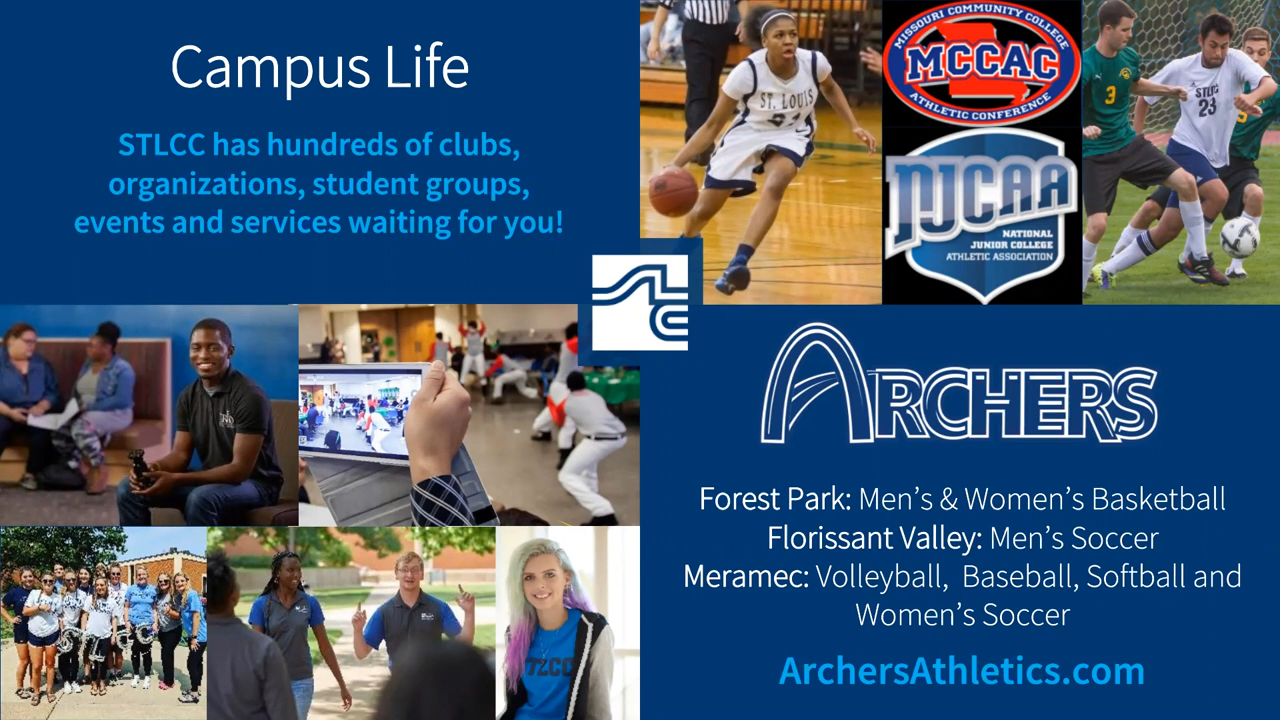 Campus Life
STLCC has hundreds of clubs,
organizations, student groups,
events and services waiting for you!
ST. LOUIS
MISSOURI COMMUNITY COLLEGE
MCCAC
ATHLETIC CONFERENCE
NJCAA
NATIONAL
JUNIOR COLLEGE
ATHLETIC ASSOCIATION
3
STLCC
23
ARCHERS
Forest Park: Men’s & Women’s Basketball
Florissant Valley: Men’s Soccer
Meramec: Volleyball,  Baseball, Softball and
Women’s Soccer
ArchersAthletics.com
STLCC